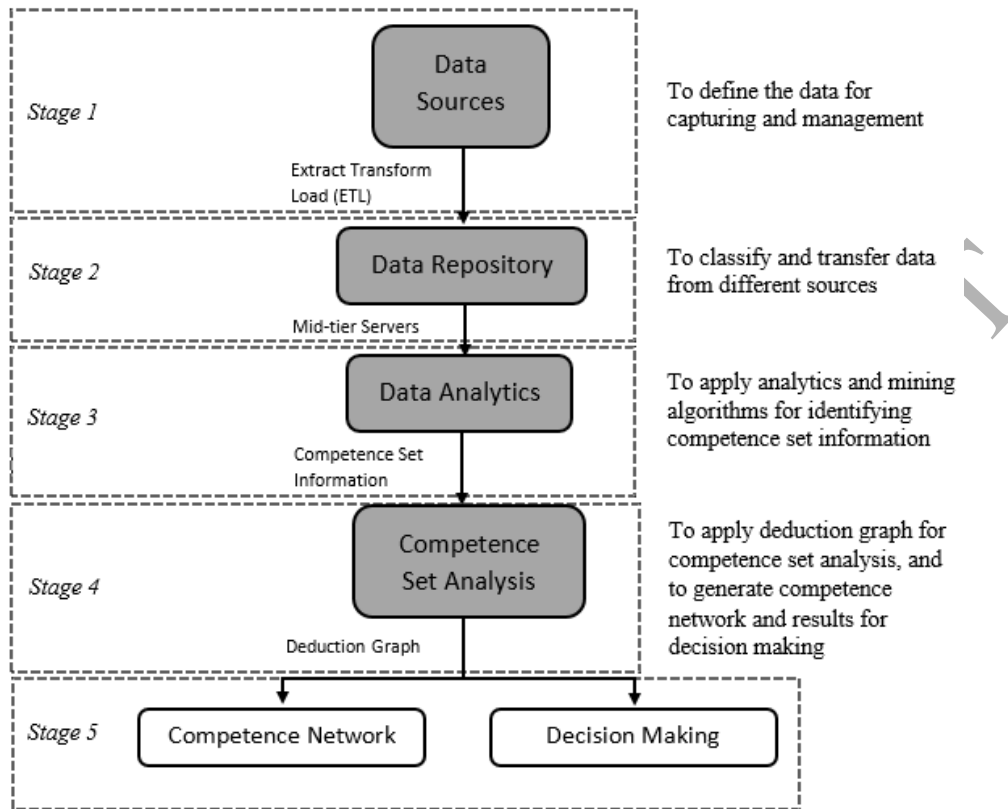 Data
Sources
Stage 1
To define the data for
capturing and management
Extract Transform
Load (ETL)
Stage 2
Data Repository
To classify and transfer data
from different sources
Mid-tier Servers
Stage 3
Data Analytics
To apply analytics and mining
algorithms for identifying
competence set information
Competence Set
Information
Stage 4
Competence
Set Analysis
To apply deduction graph for
competence set analysis, and
to generate competence
network and results for
decision making
Deduction Graph
Stage 5
Competence Network
Decision Making